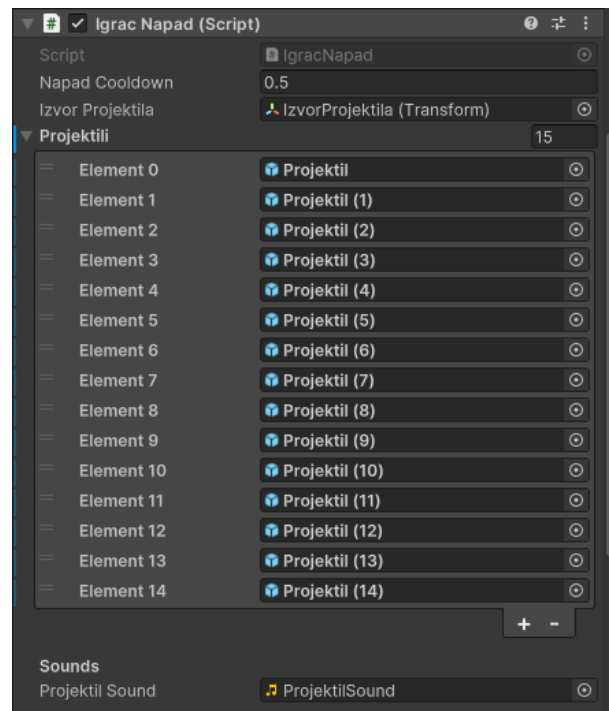 Igrac Napad (Script)
Script IgracNapad
Napad Cooldown 0.5
Izvor Projektila IzvorProjektila (Transform)
Projektili 15
Element 0 Projektil
Element 1 Projektil (1)
Element 2 Projektil (2)
Element 3 Projektil (3)
Element 4 Projektil (4)
Element 5 Projektil (5)
Element 6 Projektil (6)
Element 7 Projektil (7)
Element 8 Projektil (8)
Element 9 Projektil (9)
Element 10 Projektil (10)
Element 11 Projektil (11)
Element 12 Projektil (12)
Element 13 Projektil (13)
Element 14 Projektil (14)
+ -
Sounds
Projektil Sound ProjektilSound